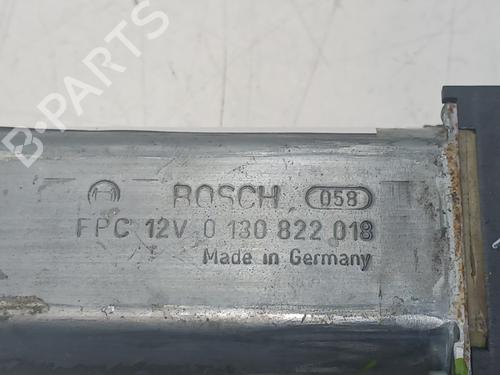 B-PARTS
BOSCH 058
FPC 12V 0 130 822 018
Made in Germany